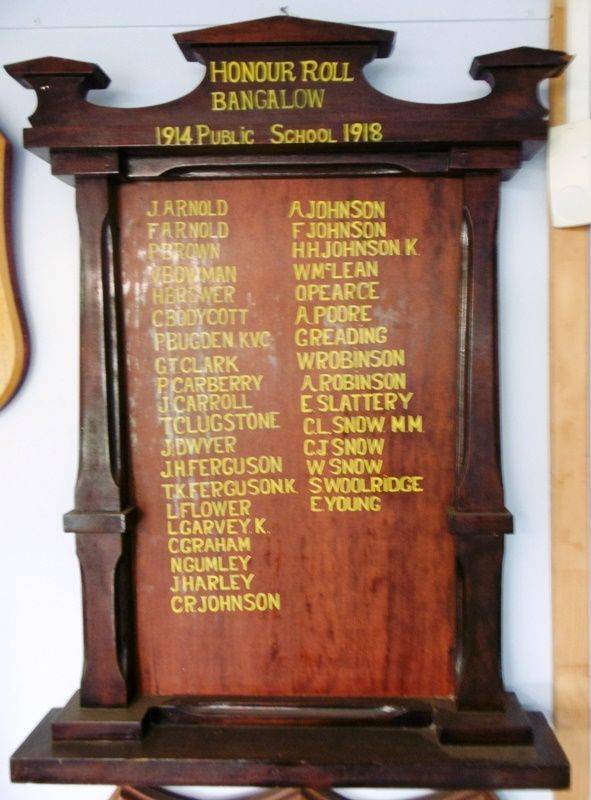 HONOUR ROLL
BANGALOW
1914 PUBLIC SCHOOL 1918
J. ARNOLD
F. ARNOLD
P. BROWN
V. BOWMAN
H. BREWER
C. BODYCOTT
P. BUGDEN. K. V.C
G.T. CLARK
P. CARBERRY
J. CARROLL
T. CLUGSTONE
J. DWYER
J.H. FERGUSON
T.K. FERGUSON. K.
L. FLOWER
L. GARVEY. K.
C. GRAHAM
N. GUMLEY
J. HARLEY
C.R. JOHNSON
A. JOHNSON
F. JOHNSON
H.H. JOHNSON. K.
W. McLEAN
O. PEARCE
A. POORE
G. READING
W. ROBINSON
A. ROBINSON
E. SLATTERY
C.L. SNOW. M.M.
C.J. SNOW
W. SNOW
S. WOOLRIDGE
E. YOUNG